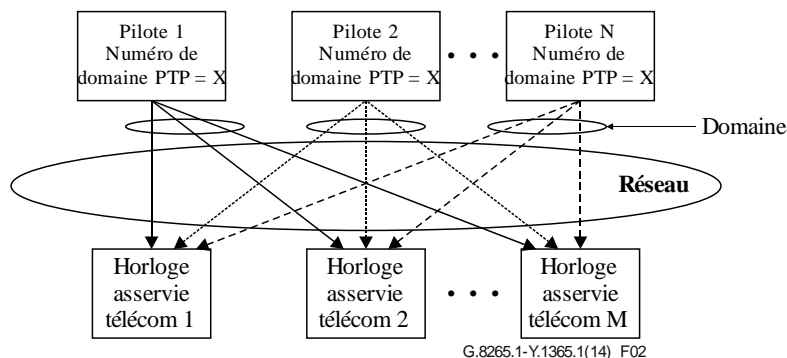 Pilote 1
Numéro de
domaine PTP = X
Pilote 2
Numéro de
domaine PTP = X
• • •
Pilote N
Numéro de
domaine PTP = X
Domaine
Réseau
Horloge
asservie
télécom 1
Horloge
asservie
télécom 2
• • •
Horloge
asservie
télécom M
G.8265.1-Y.1365.1(14)_F02